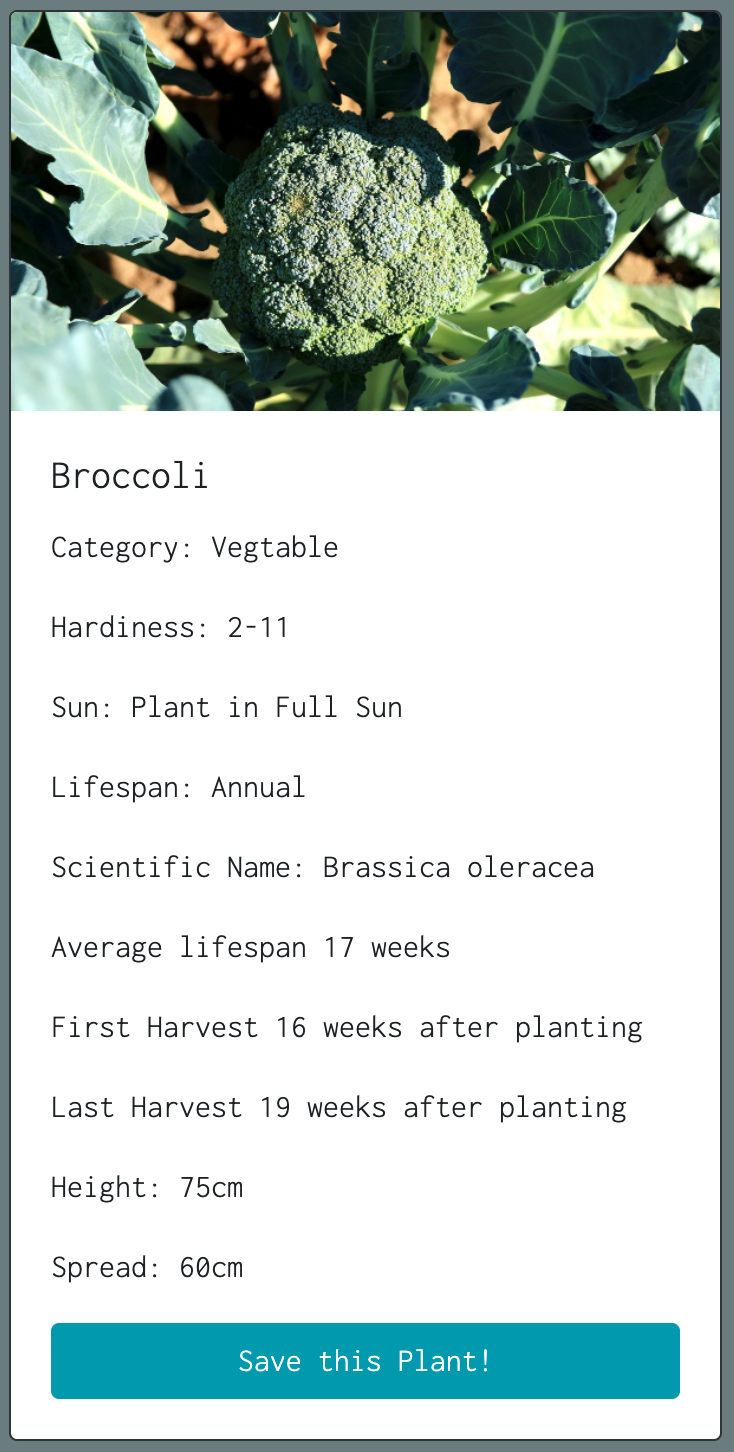 Broccoli
Category: Vegtable
Hardiness: 2-11
Sun: Plant in Full Sun
Lifespan: Annual
Scientific Name: Brassica oleracea
Average lifespan 17 weeks
First Harvest 16 weeks after planting
Last Harvest 19 weeks after planting
Height: 75cm
Spread: 60cm
Save this Plant!